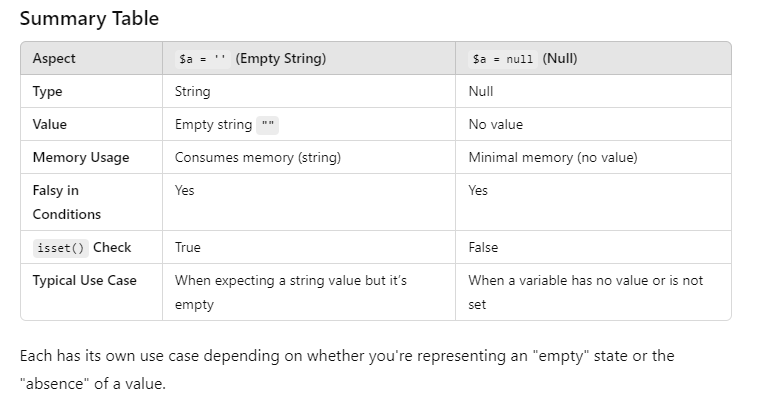 Summary Table
Aspect $a = '' (Empty String) $a = null (Null)
Type String Null
Value Empty string "" No value
Memory Usage Consumes memory (string) Minimal memory (no value)
Falsy in Yes Yes
Conditions
isset() Check True False
Typical Use Case When expecting a string value but it's When a variable has no value or is not
empty set
Each has its own use case depending on whether you're representing an "empty" state or the
"absence" of a value.